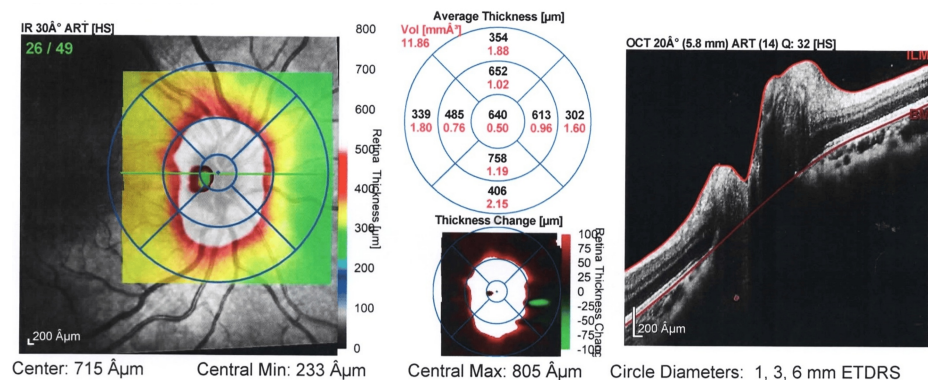 IR 30Â° ART [HS]
26 / 49
200 Âµm
800
700
600
500
400
300
200
100
0
Retina Thickness [µm]
Average Thickness [µm]
Vol [mmÂ³]
11.86
354
1.88
652
1.02
339
1.80
485
0.76
640
0.50
613
0.96
302
1.60
758
1.19
406
2.15
Thickness Change [µm]
100
75
50
25
0
-25
-50
-75
-100
OCT 20Â° (5.8 mm) ART (14) Q: 32 [HS]
ILM
200 Âµm
Center: 715 Âµm
Central Min: 233 Âµm
Central Max: 805 Âµm
Circle Diameters: 1, 3, 6 mm ETDRS